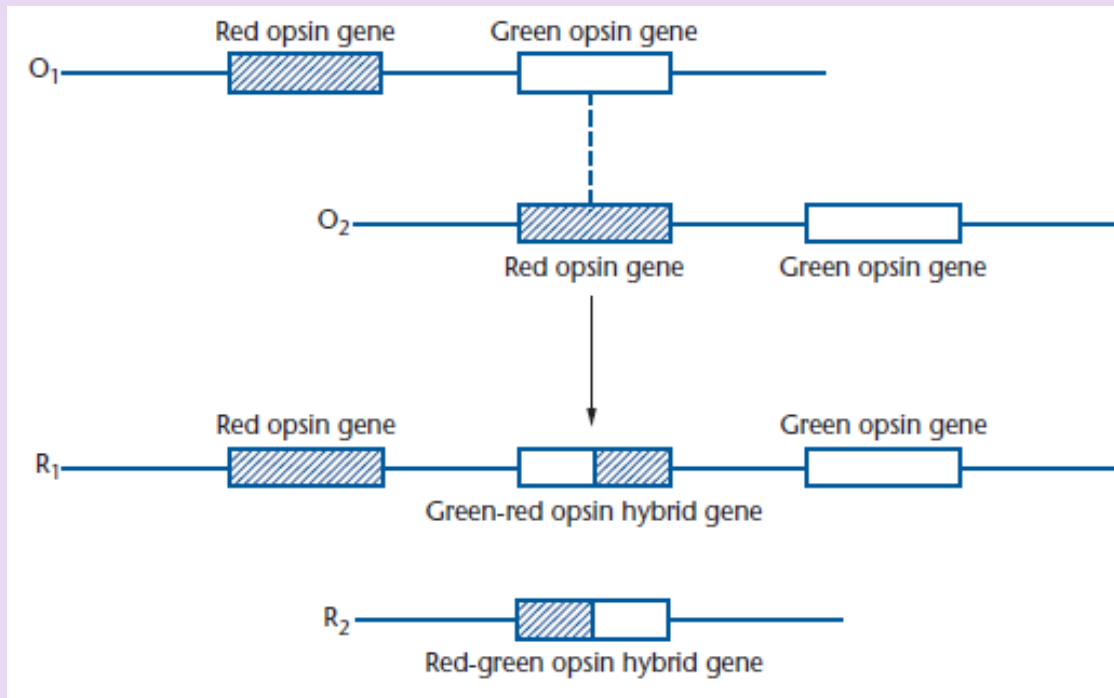 Red opsin gene Green opsin gene
O₁
O₂
Red opsin gene Green opsin gene
Red opsin gene Green opsin gene
R₁
Green-red opsin hybrid gene
R₂
Red-green opsin hybrid gene